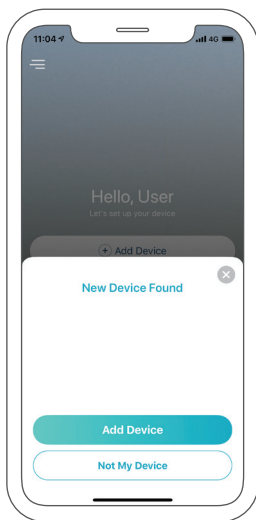 11:04
4G
Hello, User
Let's set up your device
Add Device
New Device Found
Add Device
Not My Device